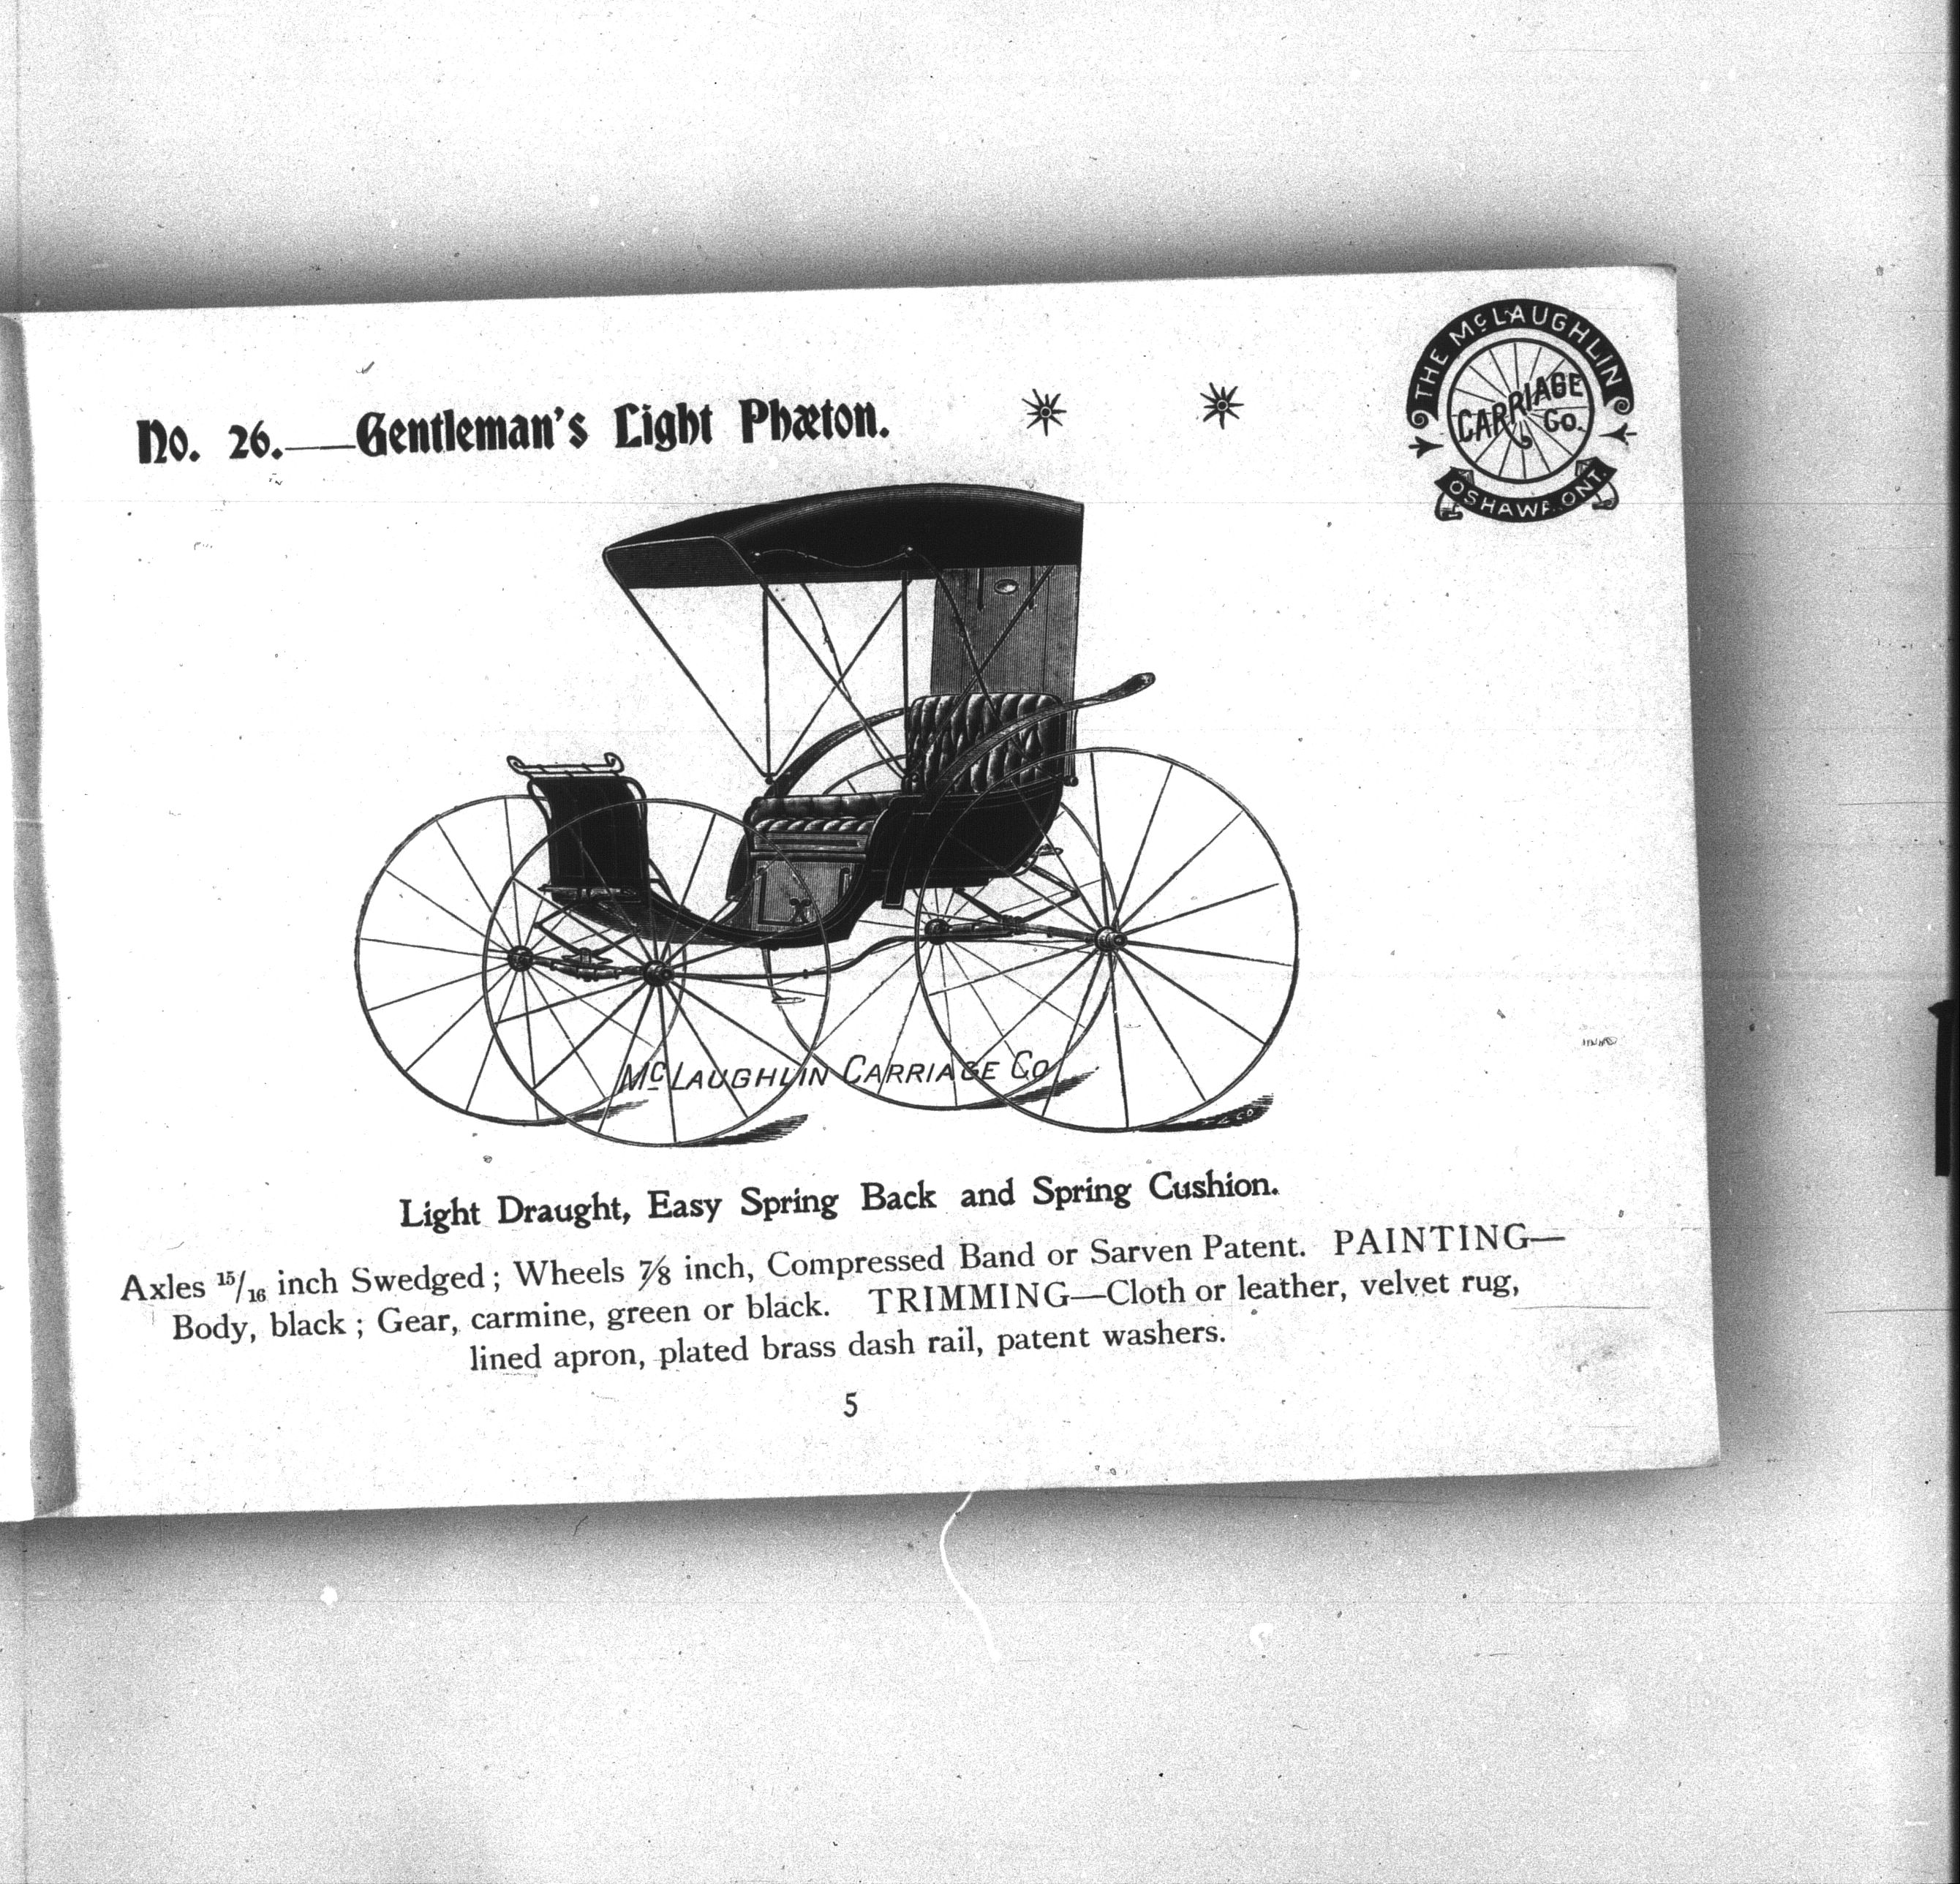 No. 26.—Gentleman's Light Phæton.
THE McLAUGHLIN
CARRIAGE
CO.
OSHAWA ONT.
McLAUGHLIN CARRIAGE Co
Light Draught, Easy Spring Back and Spring Cushion.
Axles 15/16 inch Swedged; Wheels 7/8 inch, Compressed Band or Sarven Patent. PAINTING—
Body, black; Gear, carmine, green or black. TRIMMING—Cloth or leather, velvet rug,
lined apron, plated brass dash rail, patent washers.
5